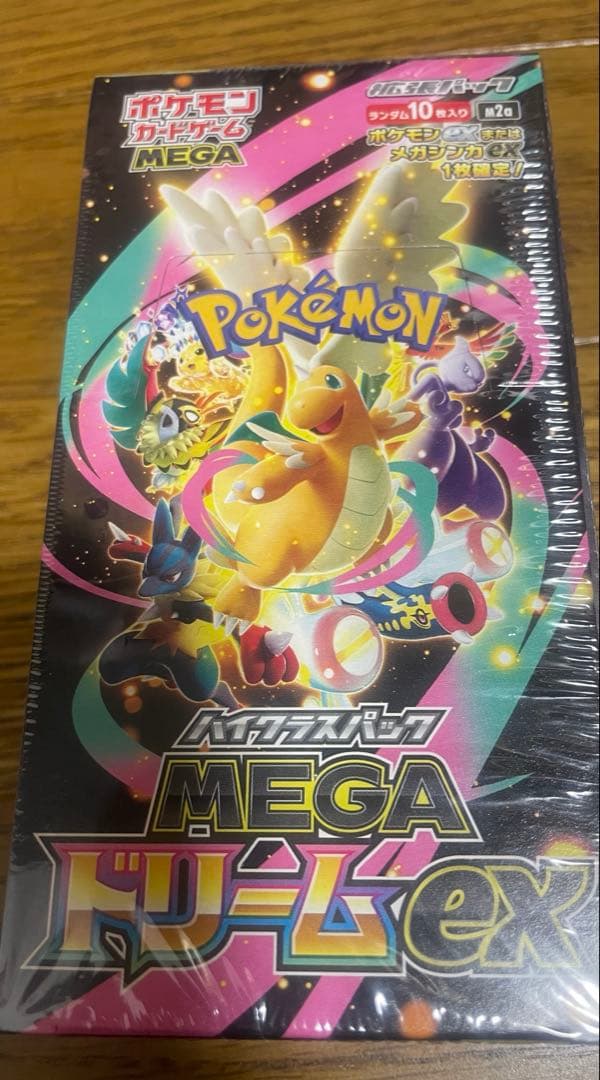 ポケモン
カードゲーム
MEGA
拡張パック
ランダム10枚入り
M2a
ポケモンexまたは
メガシンカex
1枚確定!
POKÉMON
ハイクラスパック
MEGA
ドリームex